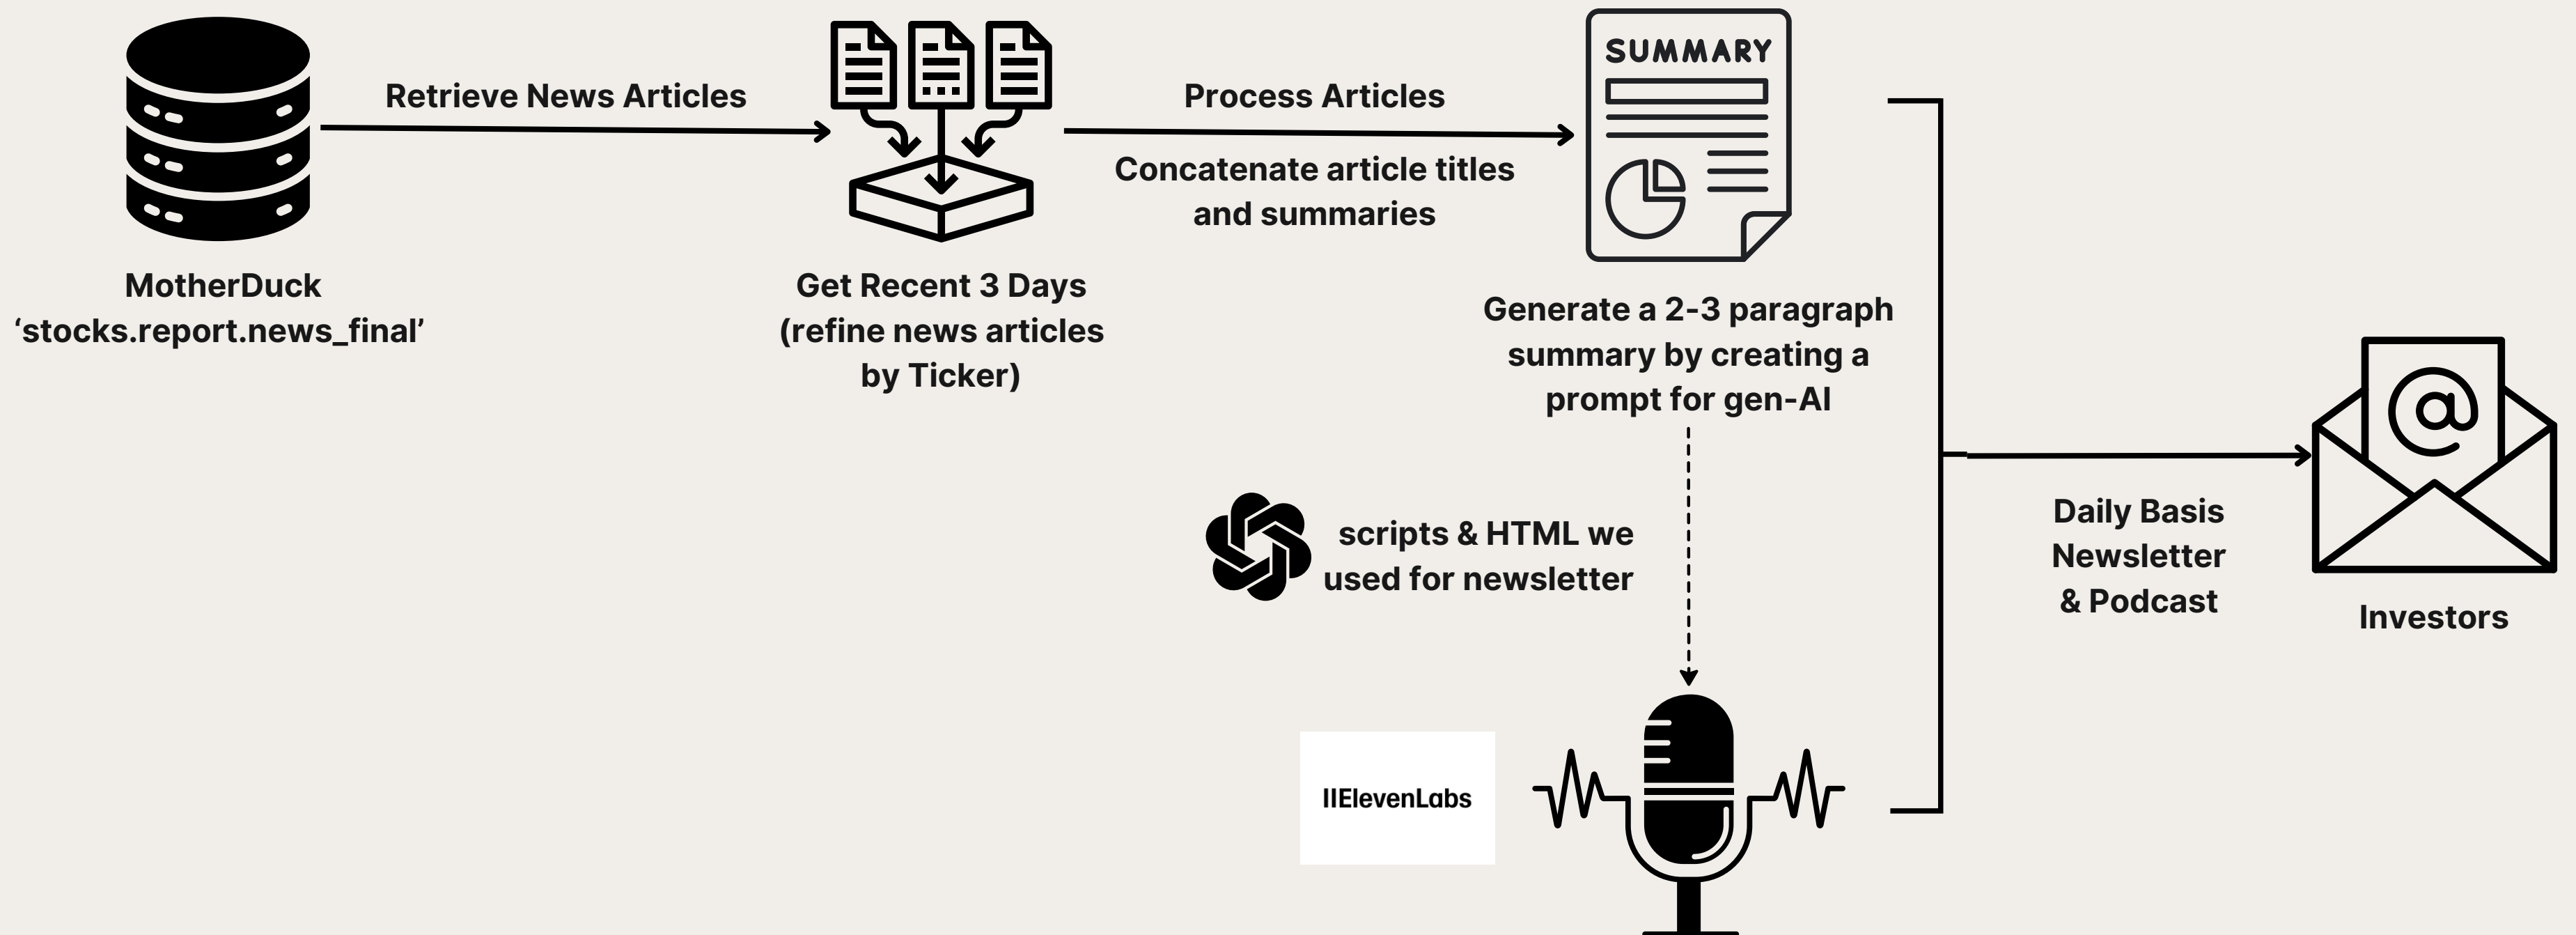 Retrieve News Articles
MotherDuck
‘stocks.report.news_final’
Get Recent 3 Days
(refine news articles
by Ticker)
Process Articles
Concatenate article titles
and summaries
SUMMARY
Generate a 2-3 paragraph
summary by creating a
prompt for gen-AI
scripts & HTML we
used for newsletter
IIElevenLabs
Daily Basis
Newsletter
& Podcast
@
Investors